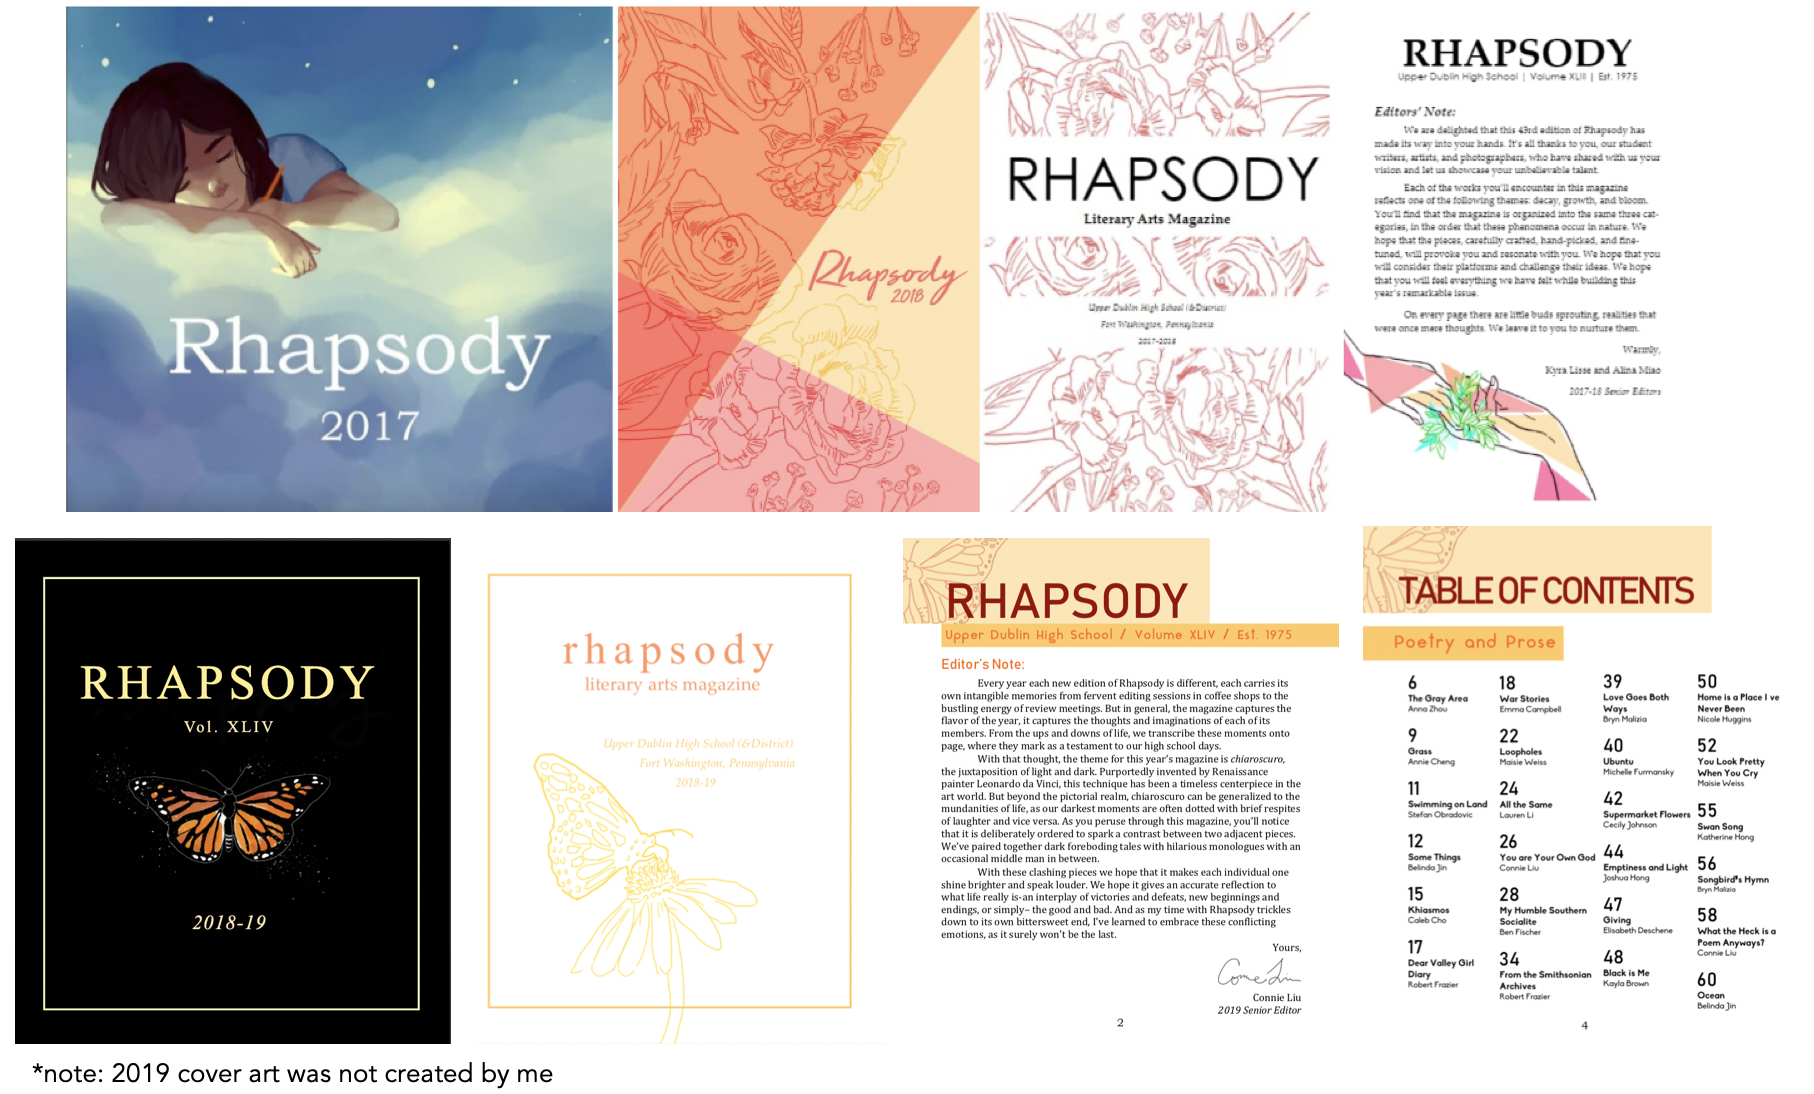 Rhapsody
2017
Rhapsody
2018
RHAPSODY
Literary Arts Magazine
Upper Dublin High School (&District)
Fort Washington, Pennsylvania
2017-2018
RHAPSODY
Upper Dublin High School | Volume XLIII | Est. 1975
Editors' Note:
We are delighted that this 43rd edition of Rhapsody has
made its way into your hands. It's all thanks to you, our student
writers, artists, and photographers, who have shared with us your
vision and let us showcase your unbelievable talent.
Each of the works you'll encounter in this magazine
reflects one of the following themes: decay, growth, and bloom.
You'll find that the magazine is organized into the same three cat-
egories, in the order that these phenomena occur in nature. We
hope that the pieces, carefully crafted, hand-picked, and fine-
tuned, will provoke you and resonate with you. We hope that you
will consider their platforms and challenge their ideas. We hope
that you will feel everything we have felt while building this
year's remarkable issue.
On every page there are little buds sprouting, realities that
were once mere thoughts. We leave it to you to nurture them.
Warmly,
Kyra Lisse and Alina Miao
2017-18 Senior Editors
RHAPSODY
Vol. XLIV
2018-19
rhapsody
literary arts magazine
Upper Dublin High School (&District)
Fort Washington, Pennsylvania
2018-19
RHAPSODY
Upper Dublin High School / Volume XLIV / Est. 1975
Editor's Note:
Every year each new edition of Rhapsody is different, each carries its
own intangible memories from fervent editing sessions in coffee shops to the
bustling energy of review meetings. But in general, the magazine captures the
flavor of the year, it captures the thoughts and imaginations of each of its
members. From the ups and downs of life, we transcribe these moments onto
page, where they mark as a testament to our high school days.
With that thought, the theme for this year's magazine is chiaroscuro,
the juxtaposition of light and dark. Purportedly invented by Renaissance
painter Leonardo da Vinci, this technique has been a timeless centerpiece in the
art world. But beyond the pictorial realm, chiaroscuro can be generalized to the
mundanities of life, as our darkest moments are often dotted with brief respites
of laughter and vice versa. As you peruse through this magazine, you'll notice
that it is deliberately ordered to spark a contrast between two adjacent pieces.
We've paired together dark foreboding tales with hilarious monologues with an
occasional middle man in between.
With these clashing pieces we hope that it makes each individual one
shine brighter and speak louder. We hope it gives an accurate reflection to
what life really is-an interplay of victories and defeats, new beginnings and
endings, or simply– the good and bad. And as my time with Rhapsody trickles
down to its own bittersweet end, I've learned to embrace these conflicting
emotions, as it surely won't be the last.
Yours,
Connie Liu
Connie Liu
2019 Senior Editor
2
TABLE OF CONTENTS
Poetry and Prose
6
The Gray Area
Anna Zhou
9
Grass
Annie Cheng
11
Swimming on Land
Stefan Obradovic
12
Some Things
Belinda Jin
15
Khiasmos
Caleb Cho
17
Dear Valley Girl
Diary
Robert Frazier
18
War Stories
Emma Campbell
22
Loopholes
Maisie Weiss
24
All the Same
Lauren Li
26
You are Your Own God
Connie Liu
28
My Humble Southern
Socialite
Ben Fischer
34
From the Smithsonian
Archives
Robert Frazier
39
Love Goes Both
Ways
Bryn Malizia
40
Ubuntu
Michelle Furmansky
42
Supermarket Flowers
Cecily Johnson
44
Emptiness and Light
Joshua Hong
47
Giving
Elisabeth Deschene
48
Black is Me
Kayla Brown
50
Home is a Place I ve
Never Been
Nicole Huggins
52
You Look Pretty
When You Cry
Maisie Weiss
55
Swan Song
Katherine Hong
56
Songbird's Hymn
Bryn Malizia
58
What the Heck is a
Poem Anyways?
Connie Liu
60
Ocean
Belinda Jin
4
*note: 2019 cover art was not created by me